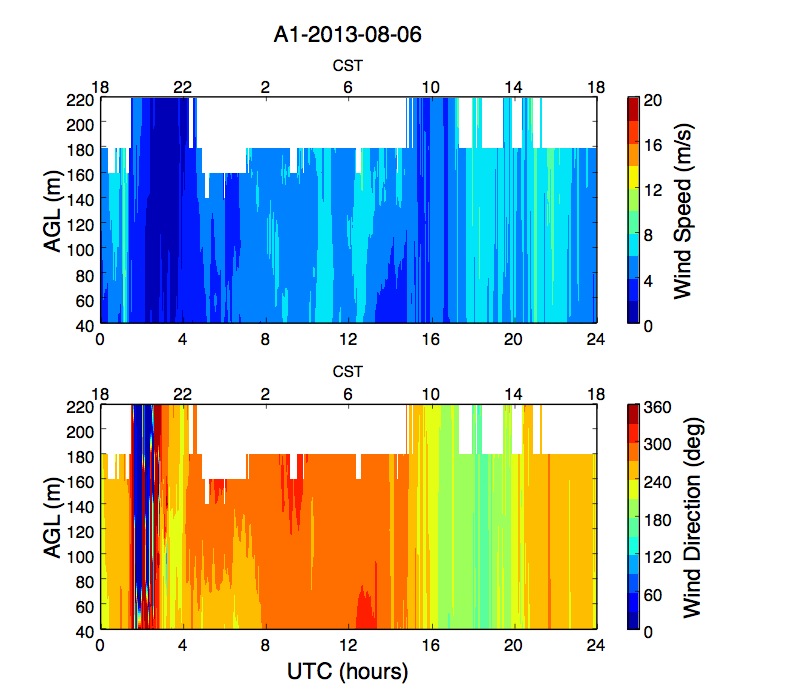 A1-2013-08-06
CST
18 22 2 6 10 14 18
220
200
180
160
140
120
100
80
60
40
AGL (m)
0 4 8 12 16 20 24
20
16
12
8
4
0
Wind Speed (m/s)
CST
18 22 2 6 10 14 18
220
200
180
160
140
120
100
80
60
40
AGL (m)
0 4 8 12 16 20 24
UTC (hours)
360
300
240
180
120
60
0
Wind Direction (deg)